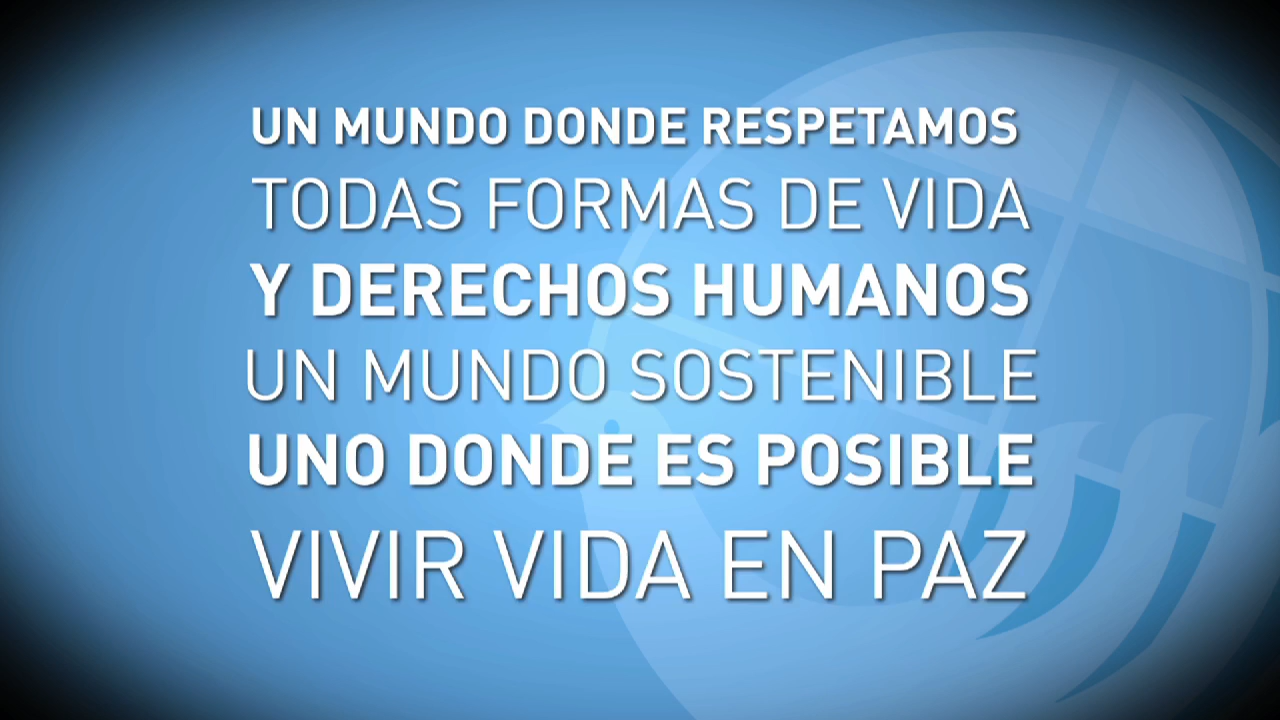 UN MUNDO DONDE RESPETAMOS
TODAS FORMAS DE VIDA
Y DERECHOS HUMANOS
UN MUNDO SOSTENIBLE
UNO DONDE ES POSIBLE
VIVIR VIDA EN PAZ